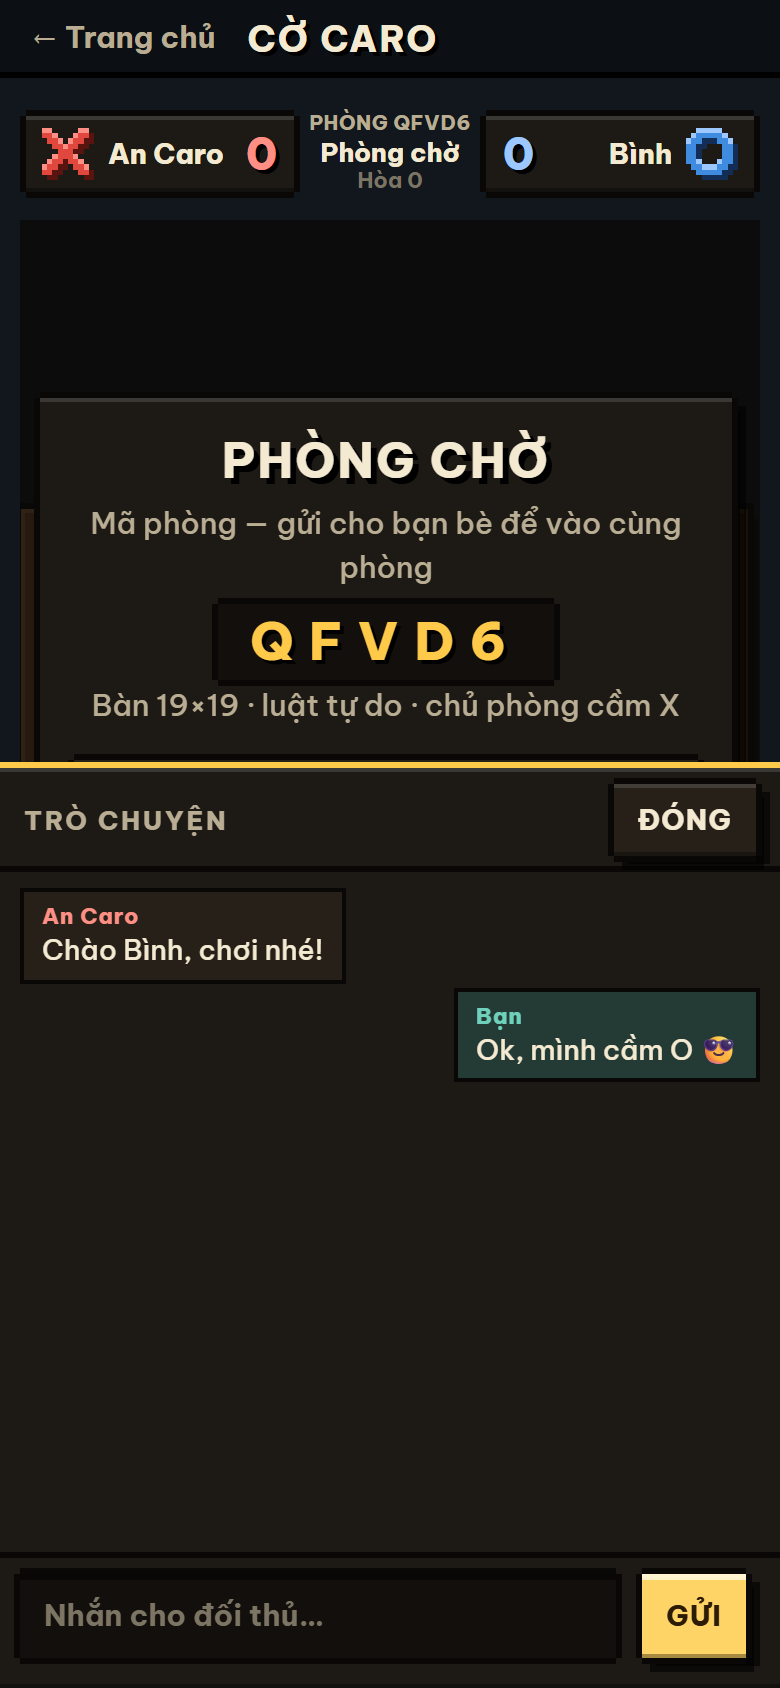 ← Trang chủ CỜ CARO
An Caro 0
PHÒNG QFVD6
Phòng chờ
Hòa 0
0 Bình
PHÒNG CHỜ
Mã phòng — gửi cho bạn bè để vào cùng
phòng
QFVD6
Bàn 19×19 · luật tự do · chủ phòng cầm X
TRÒ CHUYỆN
ĐÓNG
An Caro
Chào Bình, chơi nhé!
Bạn
Ok, mình cầm O 😎
Nhắn cho đối thủ...
GỬI